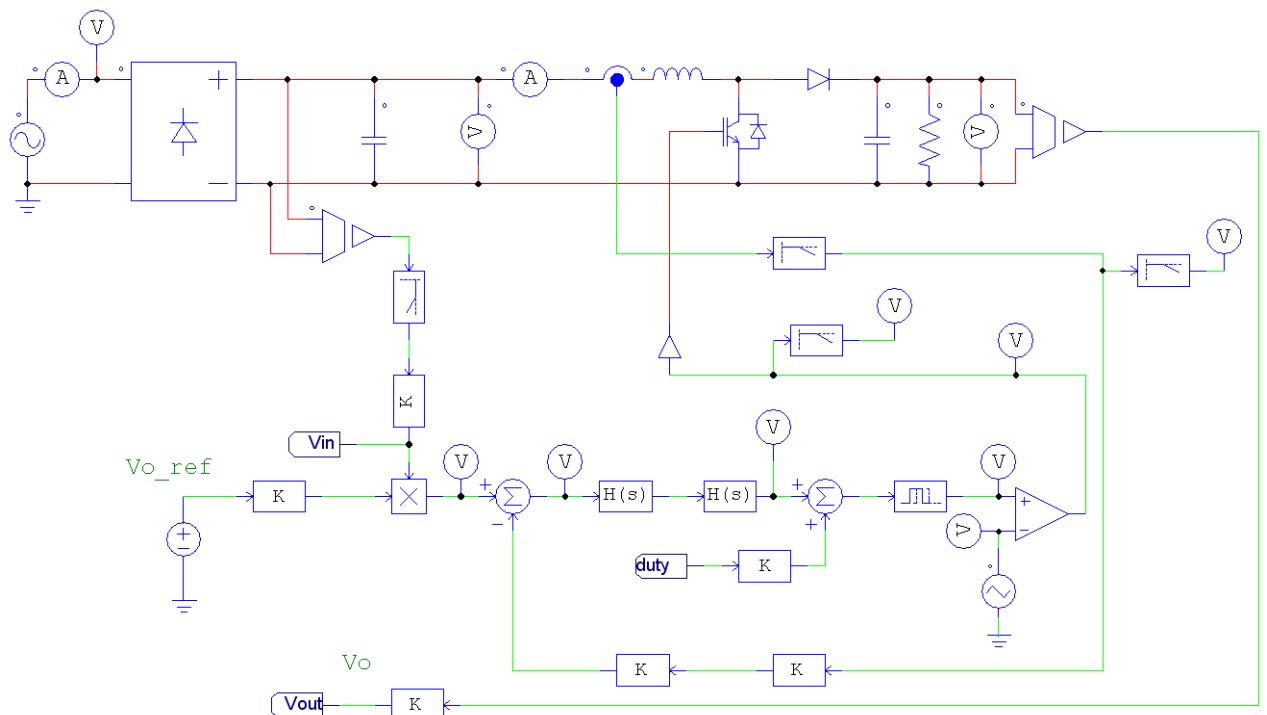 V
A
+
A
V
V
−
V
V
K
V
Vin
V
Vo_ref
V
V
V
+
+
K
×
Σ
H(s)
H(s)
Σ
+
−
+
V
−
+
−
duty
K
K
K
Vo
Vout
K